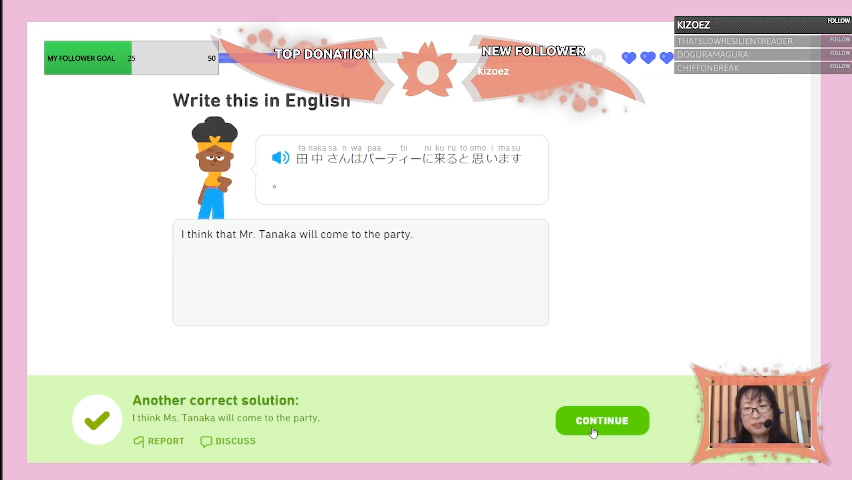 KIZOEZ
FOLLOW
THATSLOWRESILIENTREADER
FOLLOW
DOGURAMAGURA
FOLLOW
CHIFFONBREAK
FOLLOW
MY FOLLOWER GOAL 25 50
TOP DONATION
NEW FOLLOWER
kizoez
Write this in English
ta naka sa n wa paa tii ni ku ru to omo i ma su
田中さんはパーティーに来ると思います
。
I think that Mr. Tanaka will come to the party.
Another correct solution:
I think Ms. Tanaka will come to the party.
REPORT DISCUSS
CONTINUE